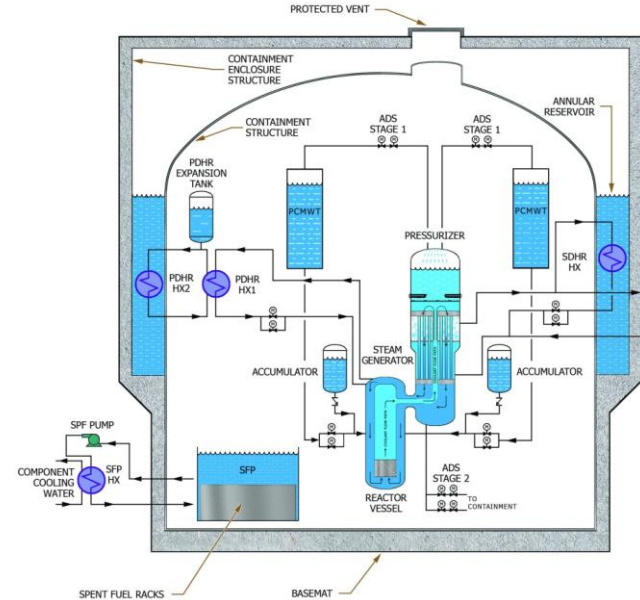 PROTECTED VENT
CONTAINMENT
ENCLOSURE
STRUCTURE
ADS
STAGE 1
ADS
STAGE 1
ANNULAR
RESERVOIR
CONTAINMENT
STRUCTURE
PDHR
EXPANSION
TANK
PCMWT
PCMWT
PRESSURIZER
SDHR
HX
PDHR
HX2
PDHR
HX1
STEAM
GENERATOR
ACCUMULATOR
ACCUMULATOR
SPF PUMP
SFP
COMPONENT
COOLING
WATER
SFP
HX
REACTOR
VESSEL
ADS
STAGE 2
TO
CONTAINMENT
SPENT FUEL RACKS
BASEMAT